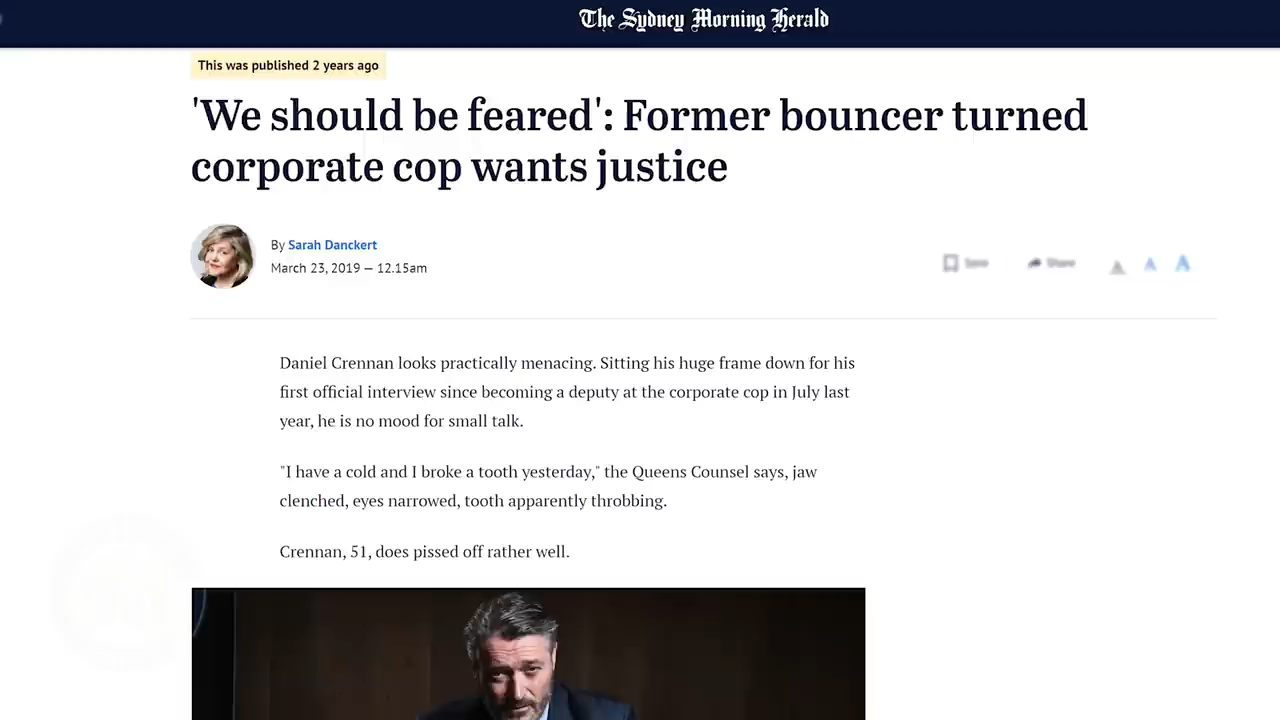 The Sydney Morning Herald
This was published 2 years ago
'We should be feared': Former bouncer turned
corporate cop wants justice
By Sarah Danckert
March 23, 2019 — 12.15am
Save
Share
A
A
A
Daniel Crennan looks practically menacing. Sitting his huge frame down for his
first official interview since becoming a deputy at the corporate cop in July last
year, he is no mood for small talk.
"I have a cold and I broke a tooth yesterday," the Queens Counsel says, jaw
clenched, eyes narrowed, tooth apparently throbbing.
Crennan, 51, does pissed off rather well.